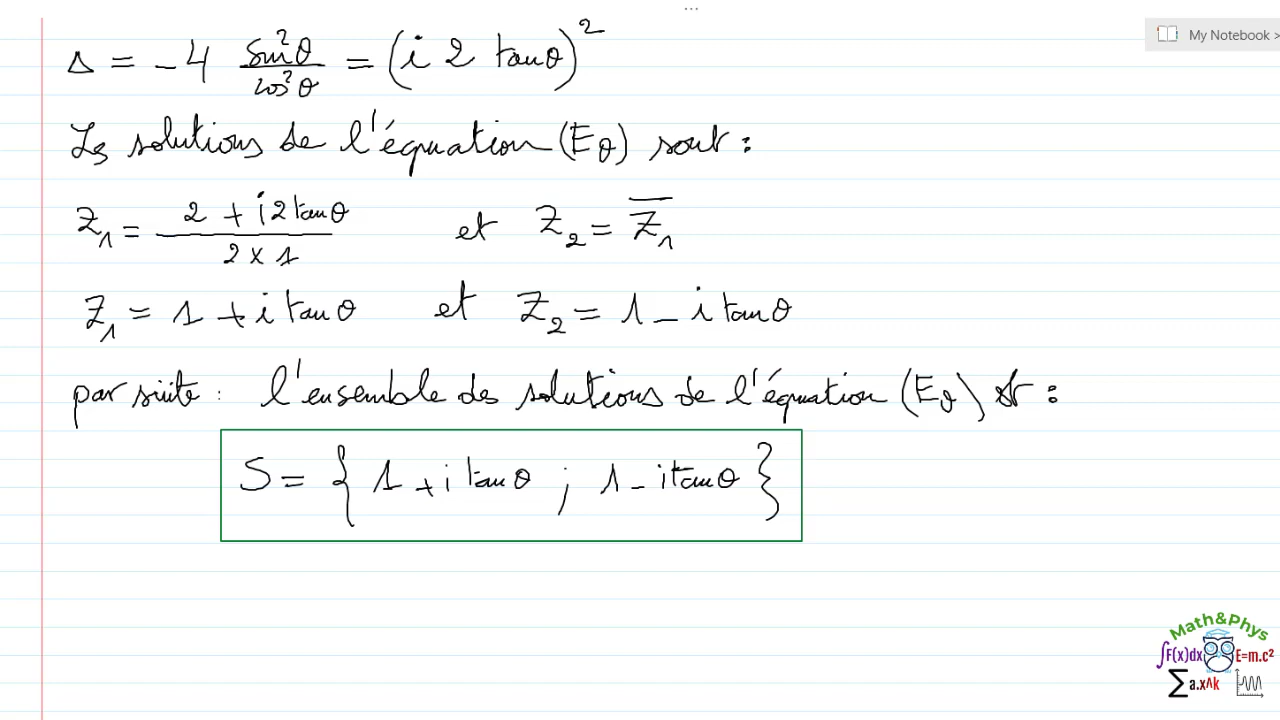 ...
My Notebook >
Δ = -4 sin²θ/cos²θ = (i 2 tanθ)²
Les solutions de l'équation (Eθ) sont :
Z₁ = (2 + i2tanθ)/(2 × 1) et Z₂ = Z̅₁
Z₁ = 1 + i tanθ et Z₂ = 1 - i tanθ
par suite : l'ensemble des solutions de l'équation (Eθ) est :
S = { 1 + i tanθ ; 1 - i tanθ }
Math&Phys
∫F(x)dx E=m.c²
∑ a.x^k